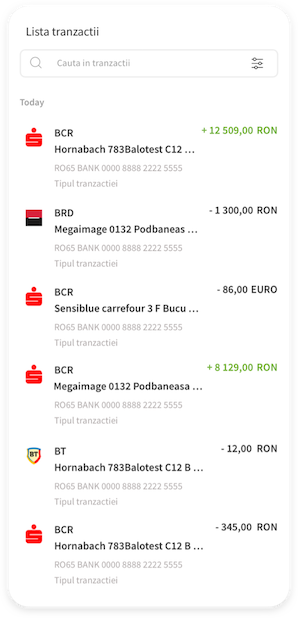 Lista tranzactii
Cauta in tranzactii
Today
BCR
+ 12 509,00 RON
Hornabach 783Balotest C12 ...
RO65 BANK 0000 8888 2222 5555
Tipul tranzactiei
BRD
- 1 300,00 RON
Megaimage 0132 Podbaneas ...
RO65 BANK 0000 8888 2222 5555
Tipul tranzactiei
BCR
- 86,00 EURO
Sensiblue carrefour 3 F Bucu ...
RO65 BANK 0000 8888 2222 5555
Tipul tranzactiei
BCR
+ 8 129,00 RON
Megaimage 0132 Podbaneasa ...
RO65 BANK 0000 8888 2222 5555
Tipul tranzactiei
BT
BT
- 12,00 RON
Hornabach 783Balotest C12 B ...
RO65 BANK 0000 8888 2222 5555
Tipul tranzactiei
BCR
- 345,00 RON
Hornabach 783Balotest C12 B ...
RO65 BANK 0000 8888 2222 5555
Tipul tranzactiei